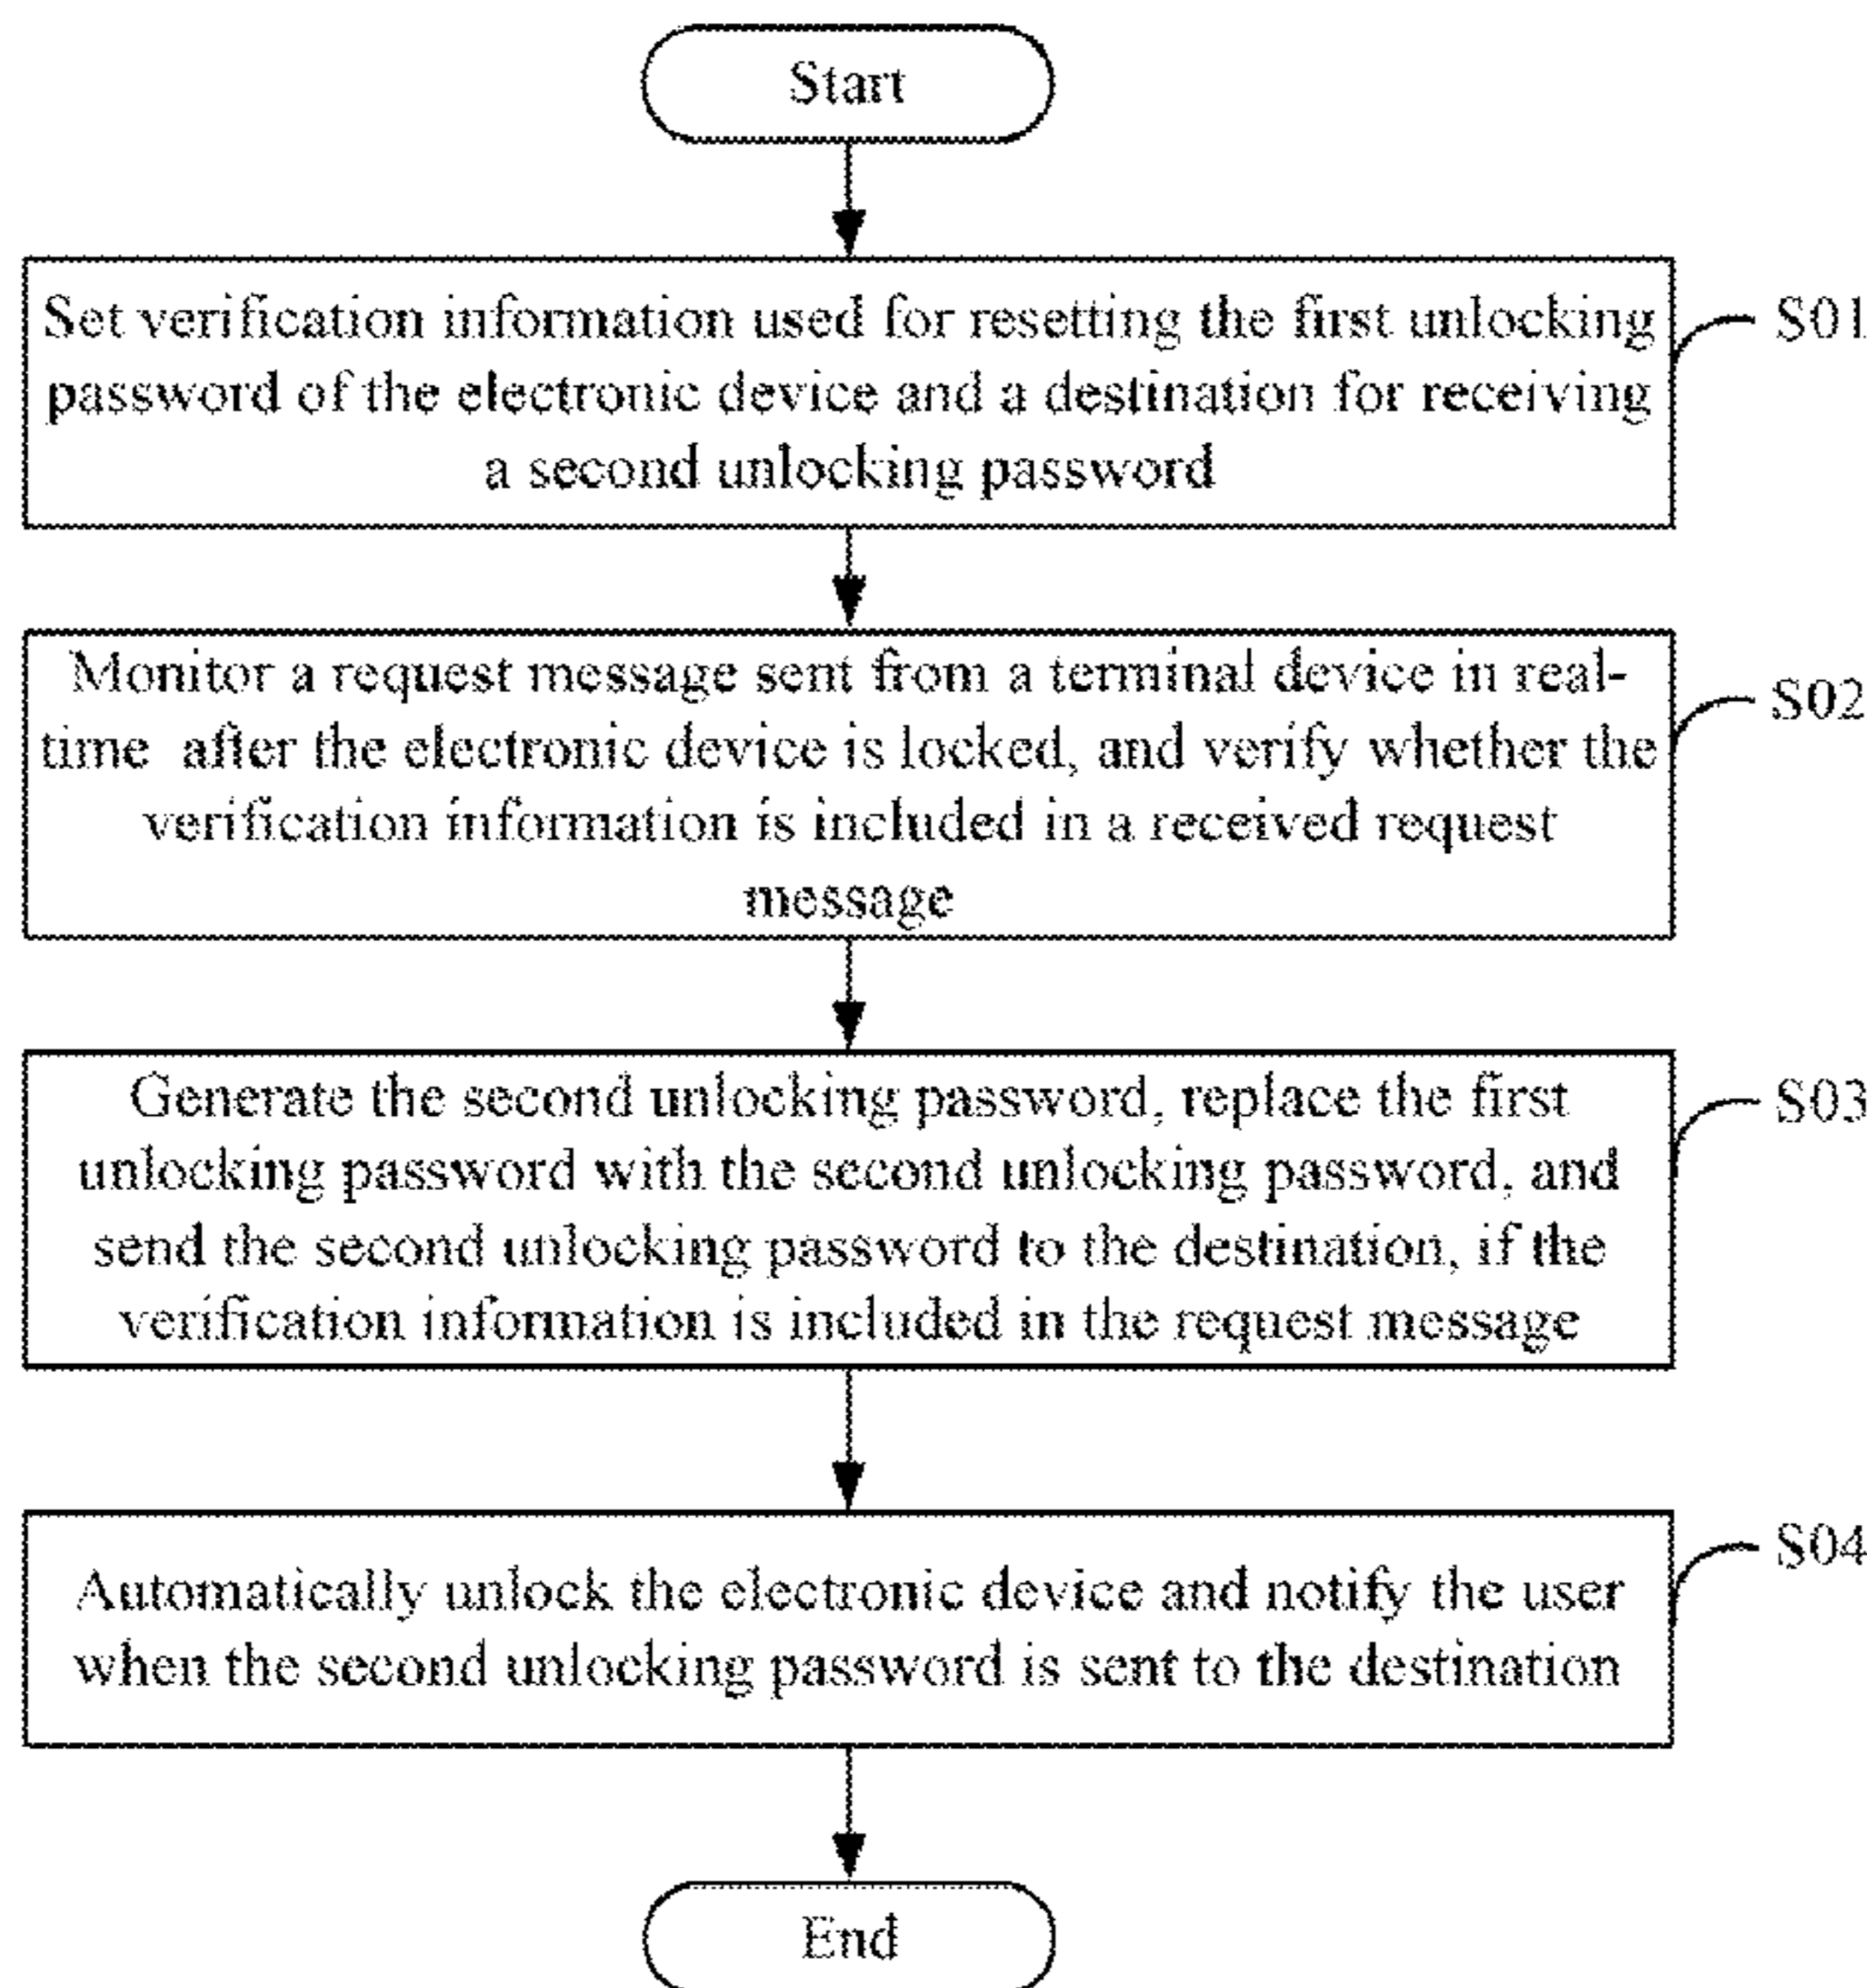 Start
Set verification information used for resetting the first unlocking
password of the electronic device and a destination for receiving
a second unlocking password
S01
Monitor a request message sent from a terminal device in real-
time after the electronic device is locked, and verify whether the
verification information is included in a received request
message
S02
Generate the second unlocking password, replace the first
unlocking password with the second unlocking password, and
send the second unlocking password to the destination, if the
verification information is included in the request message
S03
Automatically unlock the electronic device and notify the user
when the second unlocking password is sent to the destination
S04
End